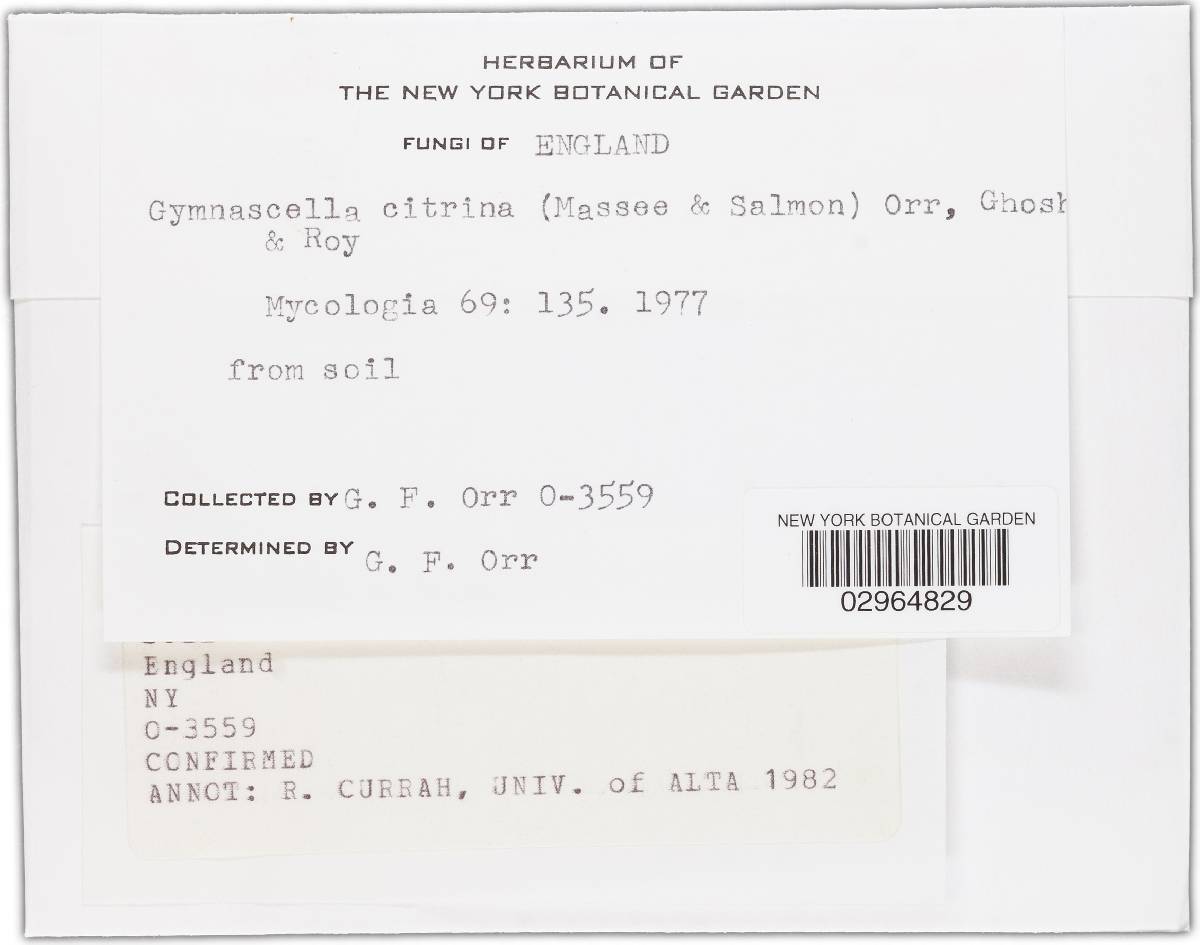 HERBARIUM OF
THE NEW YORK BOTANICAL GARDEN
FUNGI OF ENGLAND
Gymnascella citrina (Massee & Salmon) Orr, Ghosh
& Roy
Mycologia 69: 135. 1977
from soil
COLLECTED BY G. F. Orr O-3559
DETERMINED BY G. F. Orr
NEW YORK BOTANICAL GARDEN
02964829
England
NY
O-3559
CONFIRMED
ANNOT: R. CURRAH, UNIV. of ALTA 1982